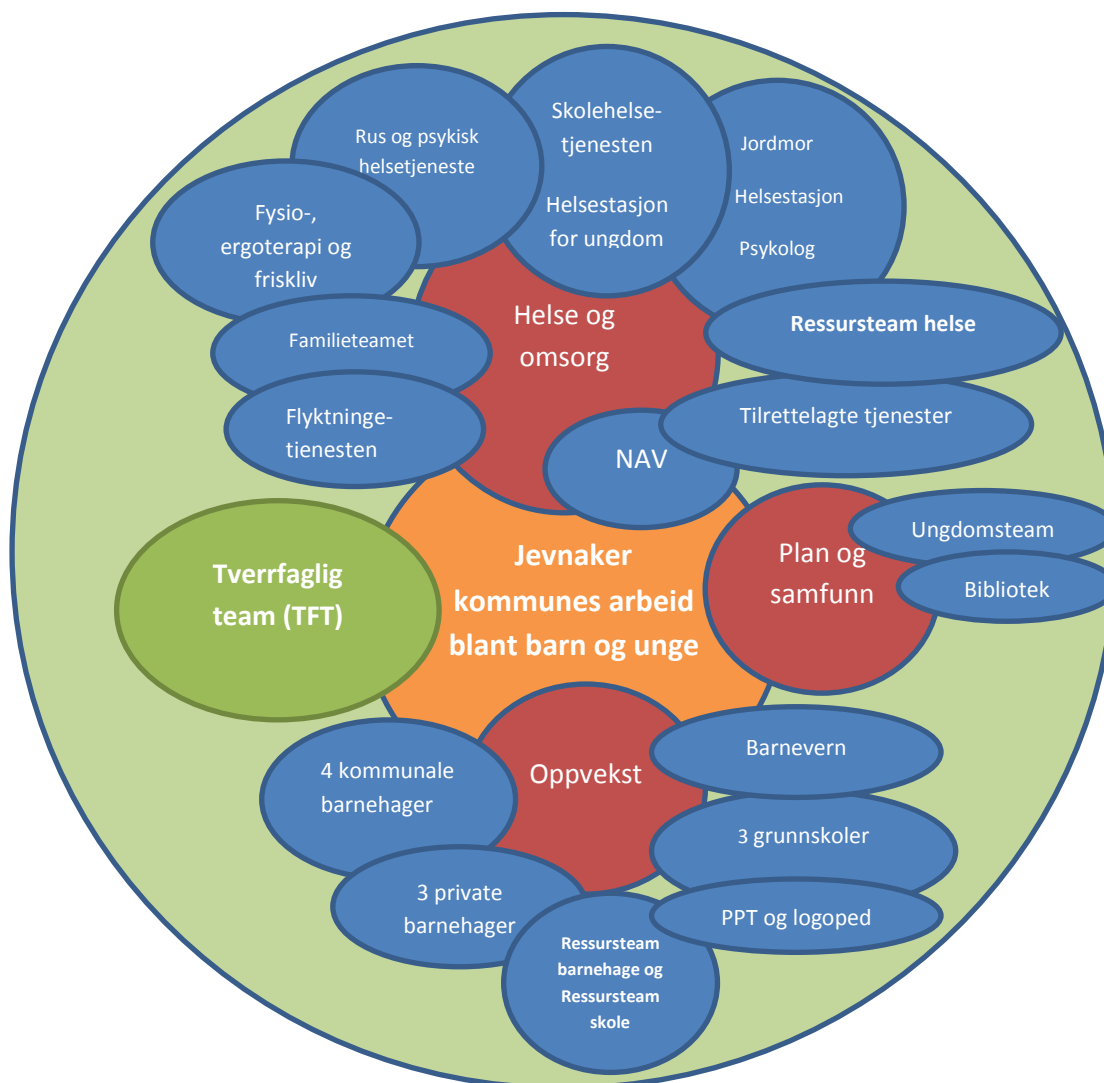 Skolehelse-
tjenesten
Helsestasjon
for ungdom
Rus og psykisk
helsetjeneste
Jordmor
Helsestasjon
Psykolog
Fysio-,
ergoterapi og
friskliv
Helse og
omsorg
Ressursteam helse
Familieteamet
Flyktninge-
tjenesten
Tilrettelagte tjenester
NAV
Ungdomsteam
Plan og
samfunn
Bibliotek
Tverrfaglig
team (TFT)
Jevnaker
kommunes arbeid
blant barn og unge
Barnevern
4 kommunale
barnehager
Oppvekst
3 grunnskoler
3 private
barnehager
PPT og logoped
Ressursteam
barnehage og
Ressursteam
skole